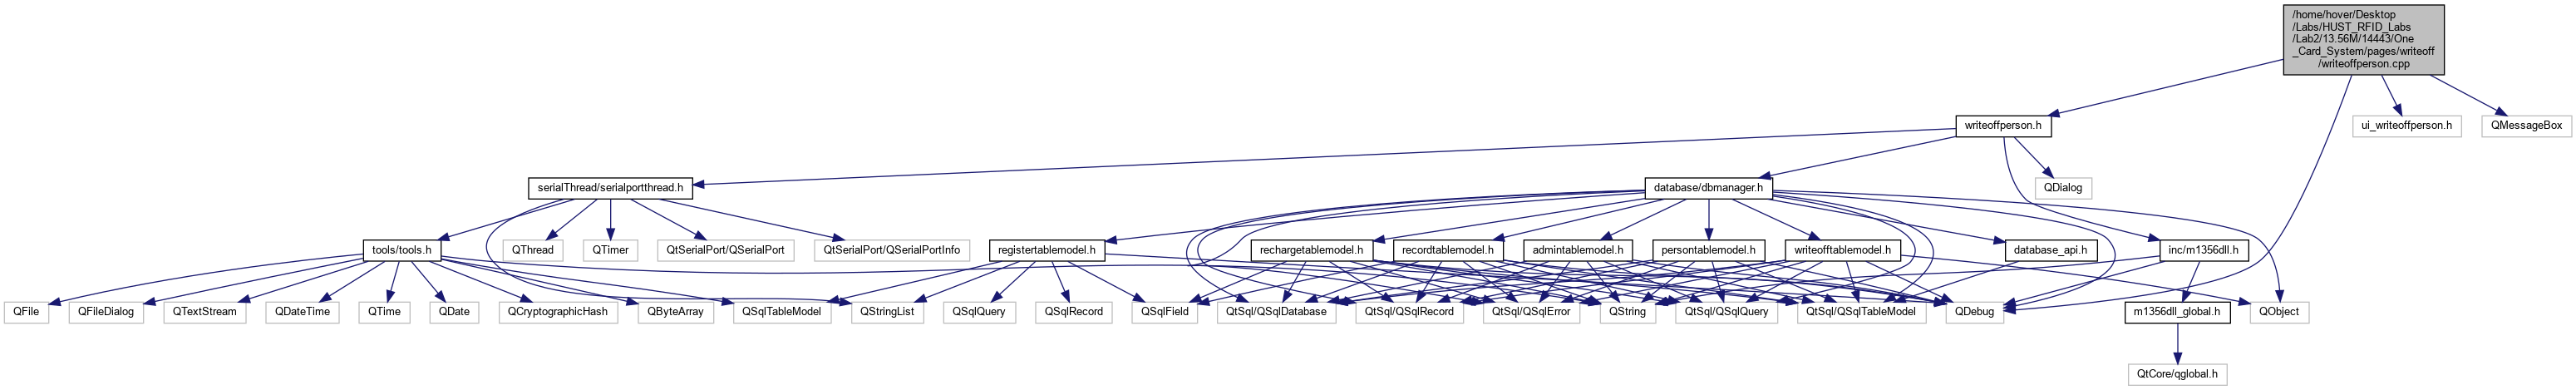 /home/hover/Desktop
/Labs/HUST_RFID_Labs
/Lab2/13.56M/14443/One
_Card_System/pages/writeoff
/writeoffperson.cpp
writeoffperson.h
ui_writeoffperson.h
QMessageBox
serialThread/serialportthread.h
database/dbmanager.h
QDialog
tools/tools.h
QThread
QTimer
QtSerialPort/QSerialPort
QtSerialPort/QSerialPortInfo
registertablemodel.h
rechargetablemodel.h
recordtablemodel.h
admintablemodel.h
persontablemodel.h
writeofftablemodel.h
database_api.h
inc/m1356dll.h
QFile
QFileDialog
QTextStream
QDateTime
QTime
QDate
QCryptographicHash
QByteArray
QSqlTableModel
QStringList
QSqlQuery
QSqlRecord
QSqlField
QtSql/QSqlDatabase
QtSql/QSqlRecord
QtSql/QSqlError
QString
QtSql/QSqlQuery
QtSql/QSqlTableModel
QDebug
m1356dll_global.h
QObject
QtCore/qglobal.h